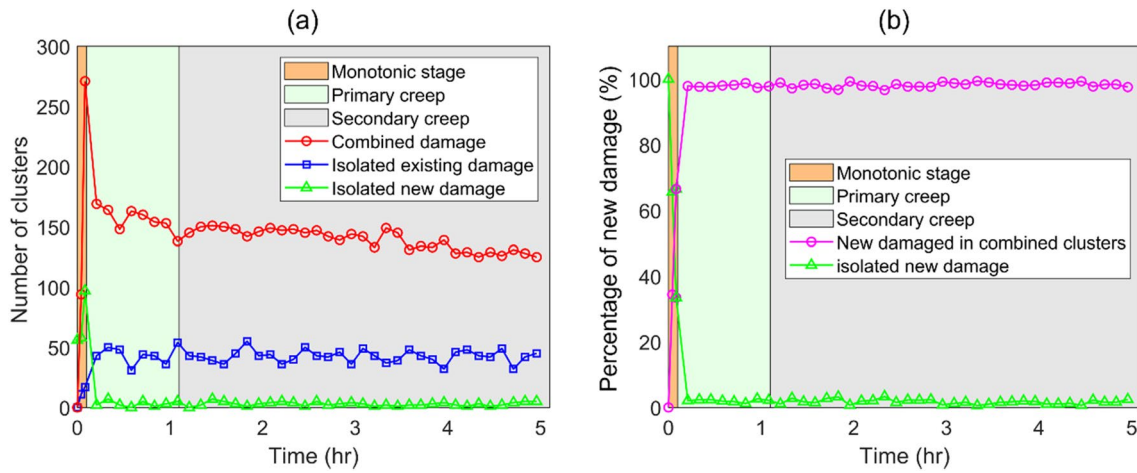 (a)
300
250
200
150
100
50
0
Number of clusters
Monotonic stage
Primary creep
Secondary creep
Combined damage
Isolated existing damage
Isolated new damage
0 1 2 3 4 5
Time (hr)
(b)
100
80
60
40
20
0
Percentage of new damage (%)
Monotonic stage
Primary creep
Secondary creep
New damaged in combined clusters
isolated new damage
0 1 2 3 4 5
Time (hr)